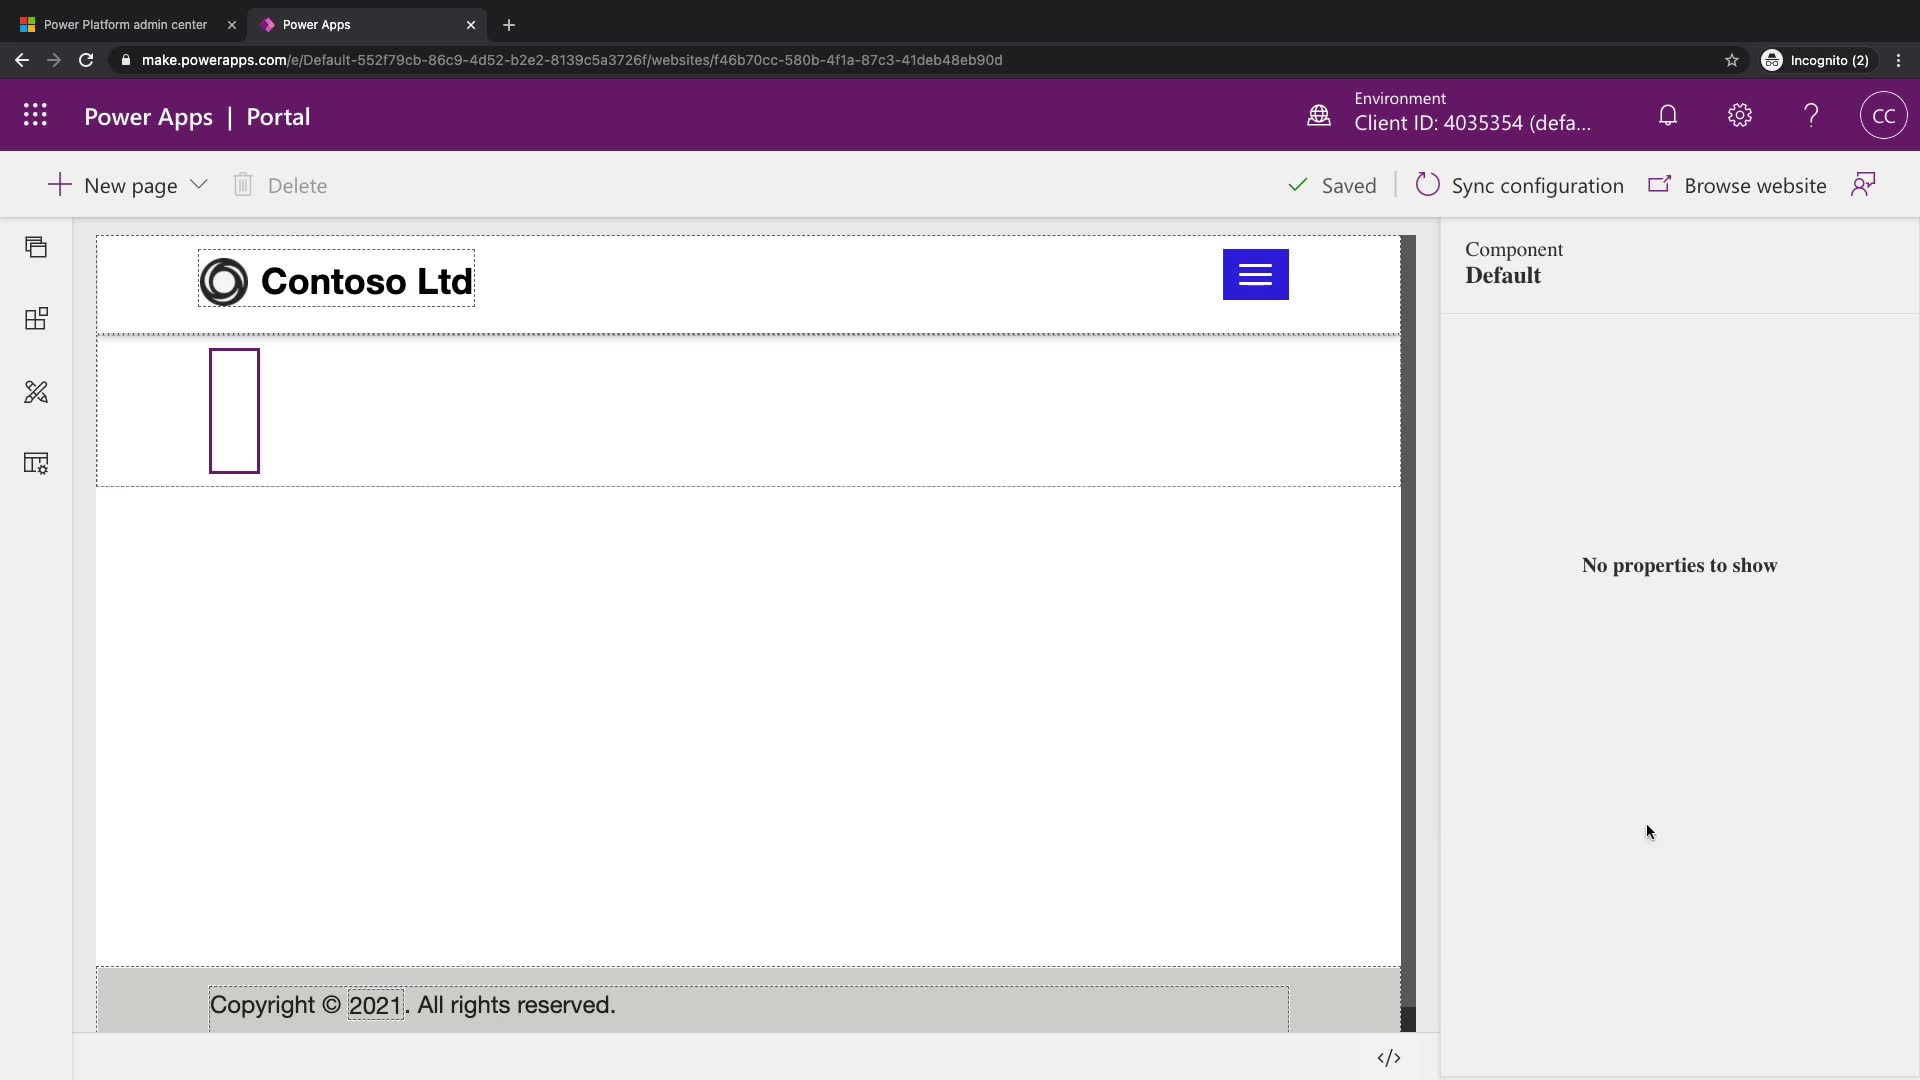 Power Platform admin center
Power Apps
make.powerapps.com/e/Default-552f79cb-86c9-4d52-b2e2-8139c5a3726f/websites/f46b70cc-580b-4f1a-87c3-41deb48eb90d
Incognito (2)
Power Apps | Portal
Environment
Client ID: 4035354 (defa...
CC
New page
Delete
Saved
Sync configuration
Browse website
Contoso Ltd
Component
Default
No properties to show
Copyright © 2021. All rights reserved.